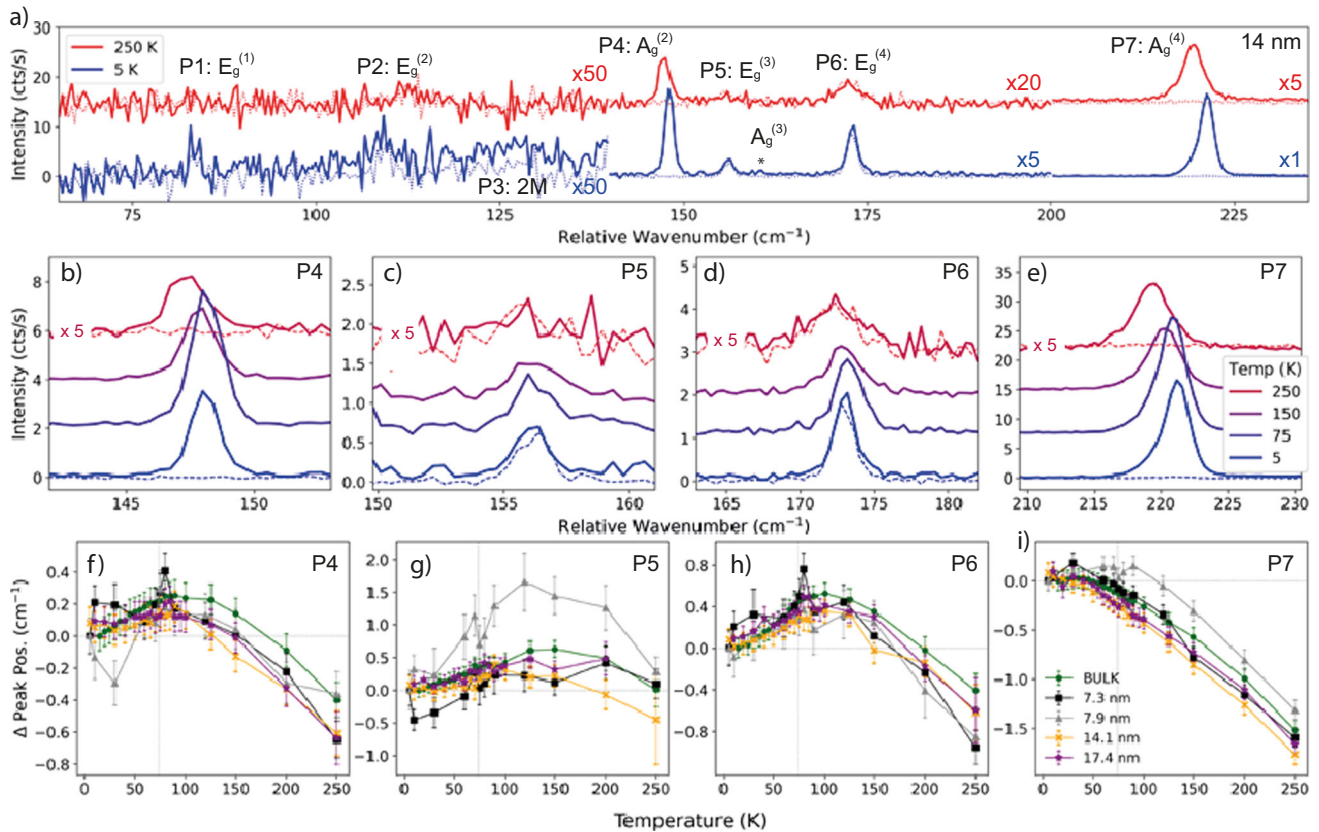 a)
30
20
10
0
Intensity (cts/s)
250 K
5 K
P1: Eg(1)
P2: Eg(2)
P3: 2M
P4: Ag(2)
P5: Eg(3)
Ag(3)
*
P6: Eg(4)
P7: Ag(4)
14 nm
x50
x20
x5
x50
x5
x1
75 100 125 150 175 200 225
Relative Wavenumber (cm⁻¹)
b) P4
8
6
4
2
0
Intensity (cts/s)
x 5
145 150
c) P5
2.5
2.0
1.5
1.0
0.5
0.0
x 5
150 152 154 156 158 160
d) P6
5
4
3
2
1
0
x 5
165 170 175 180
e) P7
35
30
25
20
15
10
5
0
x 5
Temp (K)
250
150
75
5
210 215 220 225 230
Relative Wavenumber (cm⁻¹)
f) P4
0.4
0.2
0.0
−0.2
−0.4
−0.6
−0.8
Δ Peak Pos. (cm⁻¹)
0 50 100 150 200 250
g) P5
2.0
1.5
1.0
0.5
0.0
−0.5
−1.0
0 50 100 150 200 250
h) P6
0.8
0.4
0.0
−0.4
−0.8
0 50 100 150 200 250
i) P7
0.0
−0.5
−1.0
−1.5
BULK
7.3 nm
7.9 nm
14.1 nm
17.4 nm
0 50 100 150 200 250
Temperature (K)